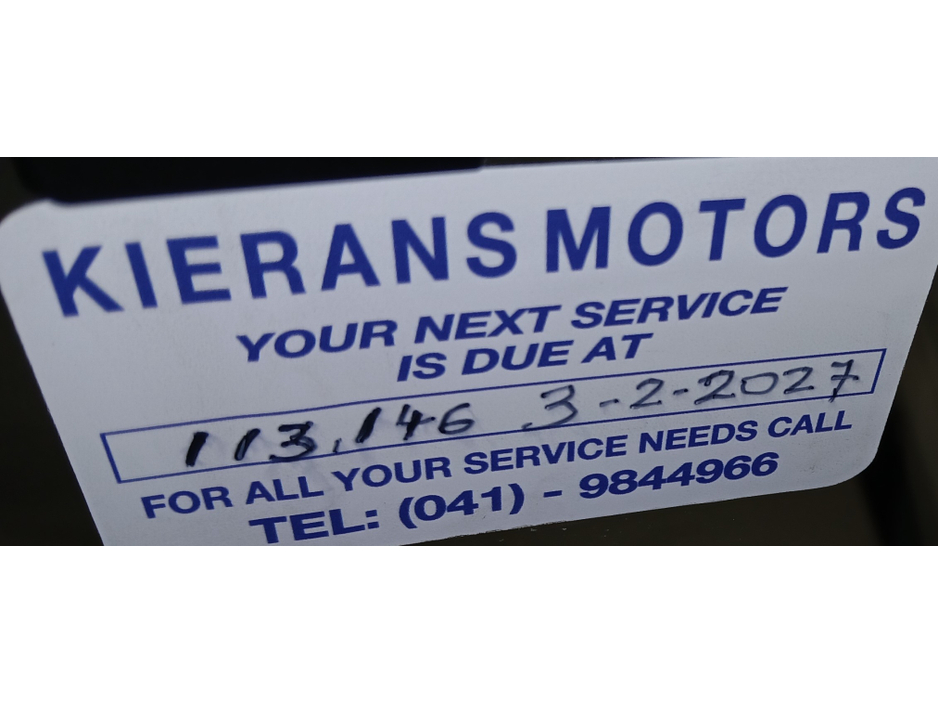 KIERANS MOTORS
YOUR NEXT SERVICE
IS DUE AT
113,146 3-2-2027
FOR ALL YOUR SERVICE NEEDS CALL
TEL: (041) - 9844966